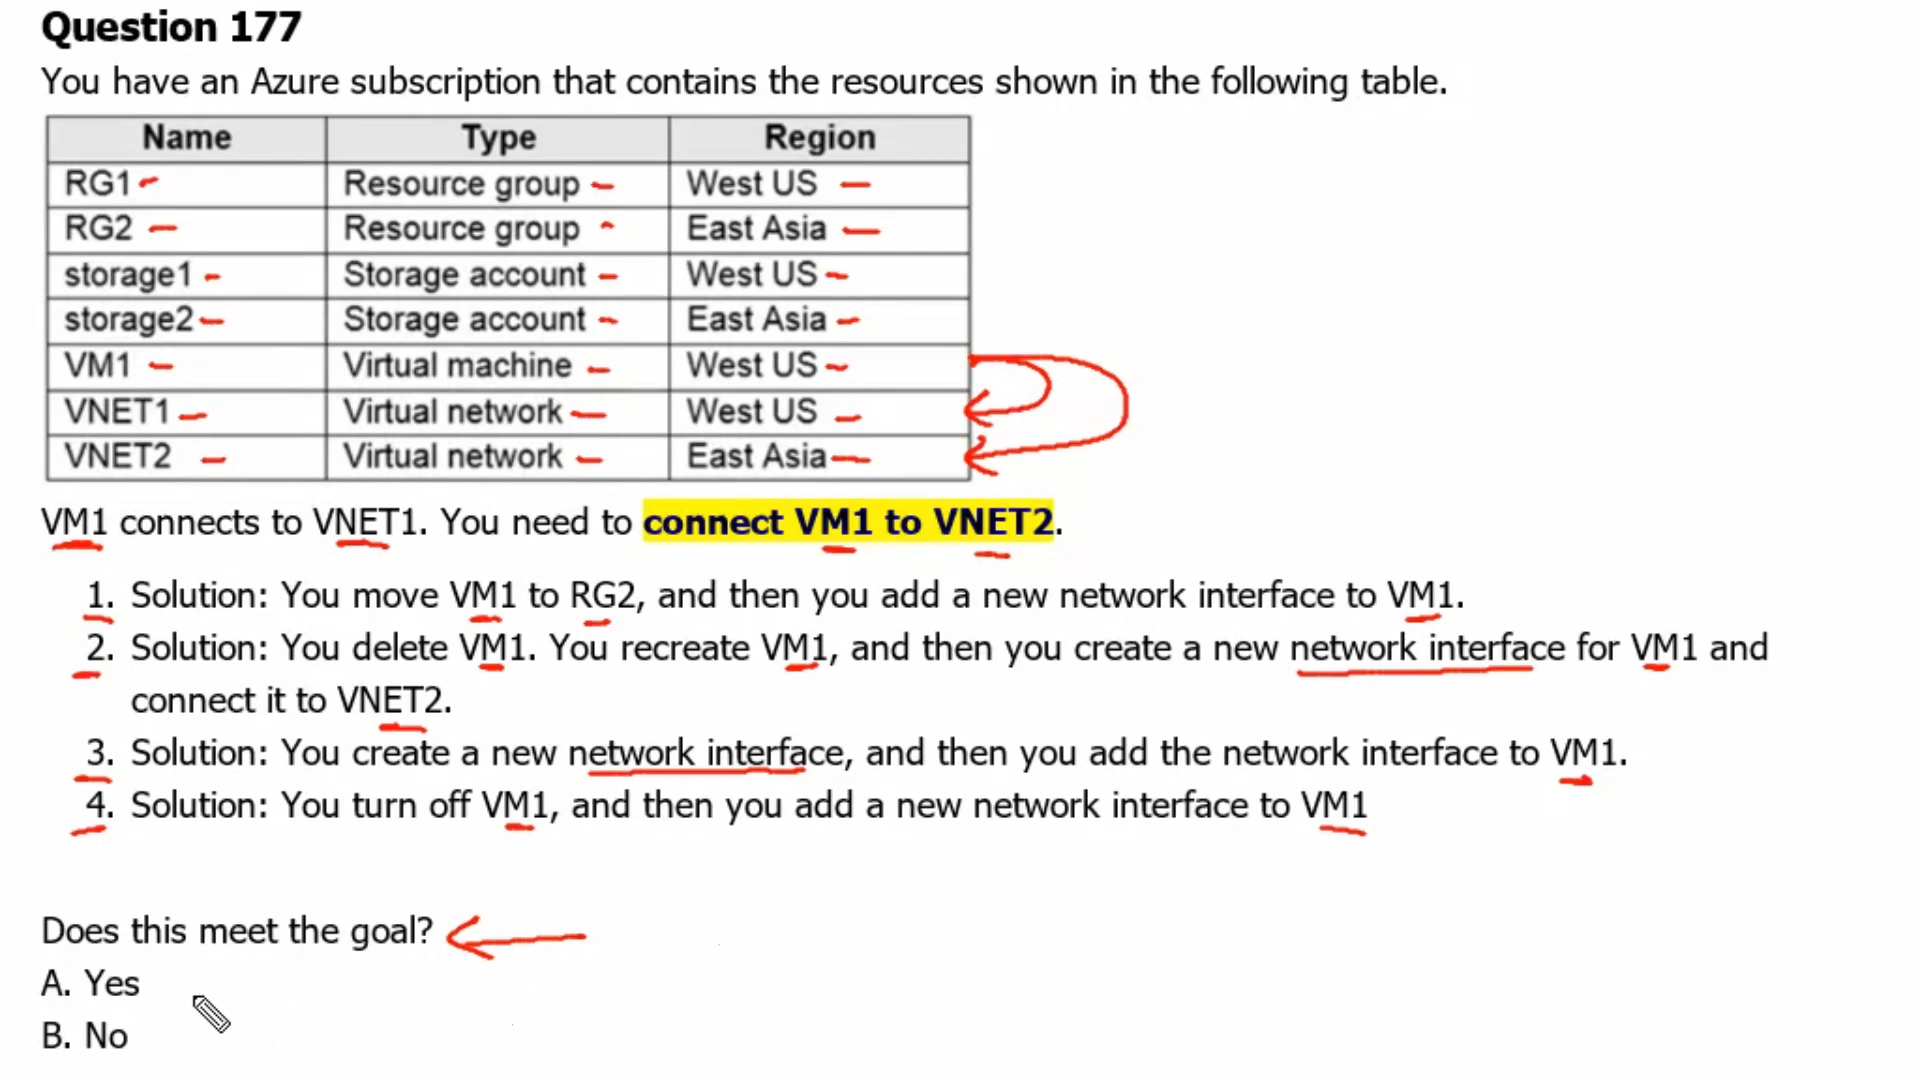 Question 177
You have an Azure subscription that contains the resources shown in the following table.
Name Type Region
RG1 Resource group West US
RG2 Resource group East Asia
storage1 Storage account West US
storage2 Storage account East Asia
VM1 Virtual machine West US
VNET1 Virtual network West US
VNET2 Virtual network East Asia
VM1 connects to VNET1. You need to connect VM1 to VNET2.
1. Solution: You move VM1 to RG2, and then you add a new network interface to VM1.
2. Solution: You delete VM1. You recreate VM1, and then you create a new network interface for VM1 and
connect it to VNET2.
3. Solution: You create a new network interface, and then you add the network interface to VM1.
4. Solution: You turn off VM1, and then you add a new network interface to VM1
Does this meet the goal?
A. Yes
B. No